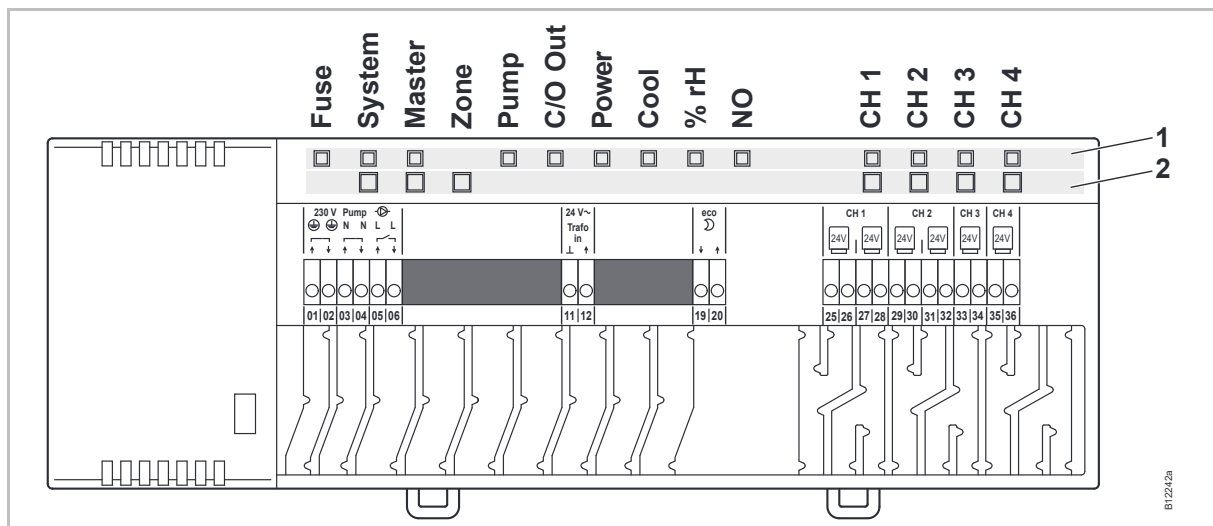 Fuse System Master Zone Pump C/O Out Power Cool % rH NO CH 1 CH 2 CH 3 CH 4
1
2
230 V Pump 24 V~ eco CH 1 CH 2 CH 3 CH 4
N N L L Trafo
in
24V 24V 24V 24V 24V 24V
01 02 03 04 05 06 11 12 19 20 25 26 27 28 29 30 31 32 33 34 35 36
B12242a